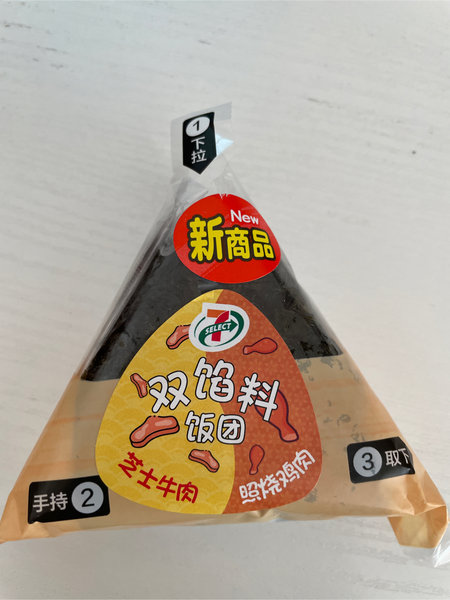 1 下拉
New
新商品
7 SELECT
双馅料
饭团
芝士牛肉
照烧鸡肉
手持 2
3 取下